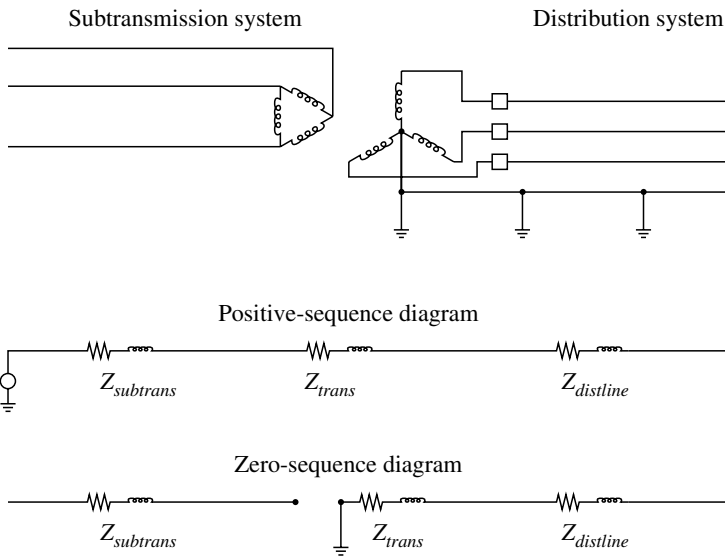 Subtransmission system
Distribution system
Positive-sequence diagram
Z_subtrans
Z_trans
Z_distline
Zero-sequence diagram
Z_subtrans
Z_trans
Z_distline